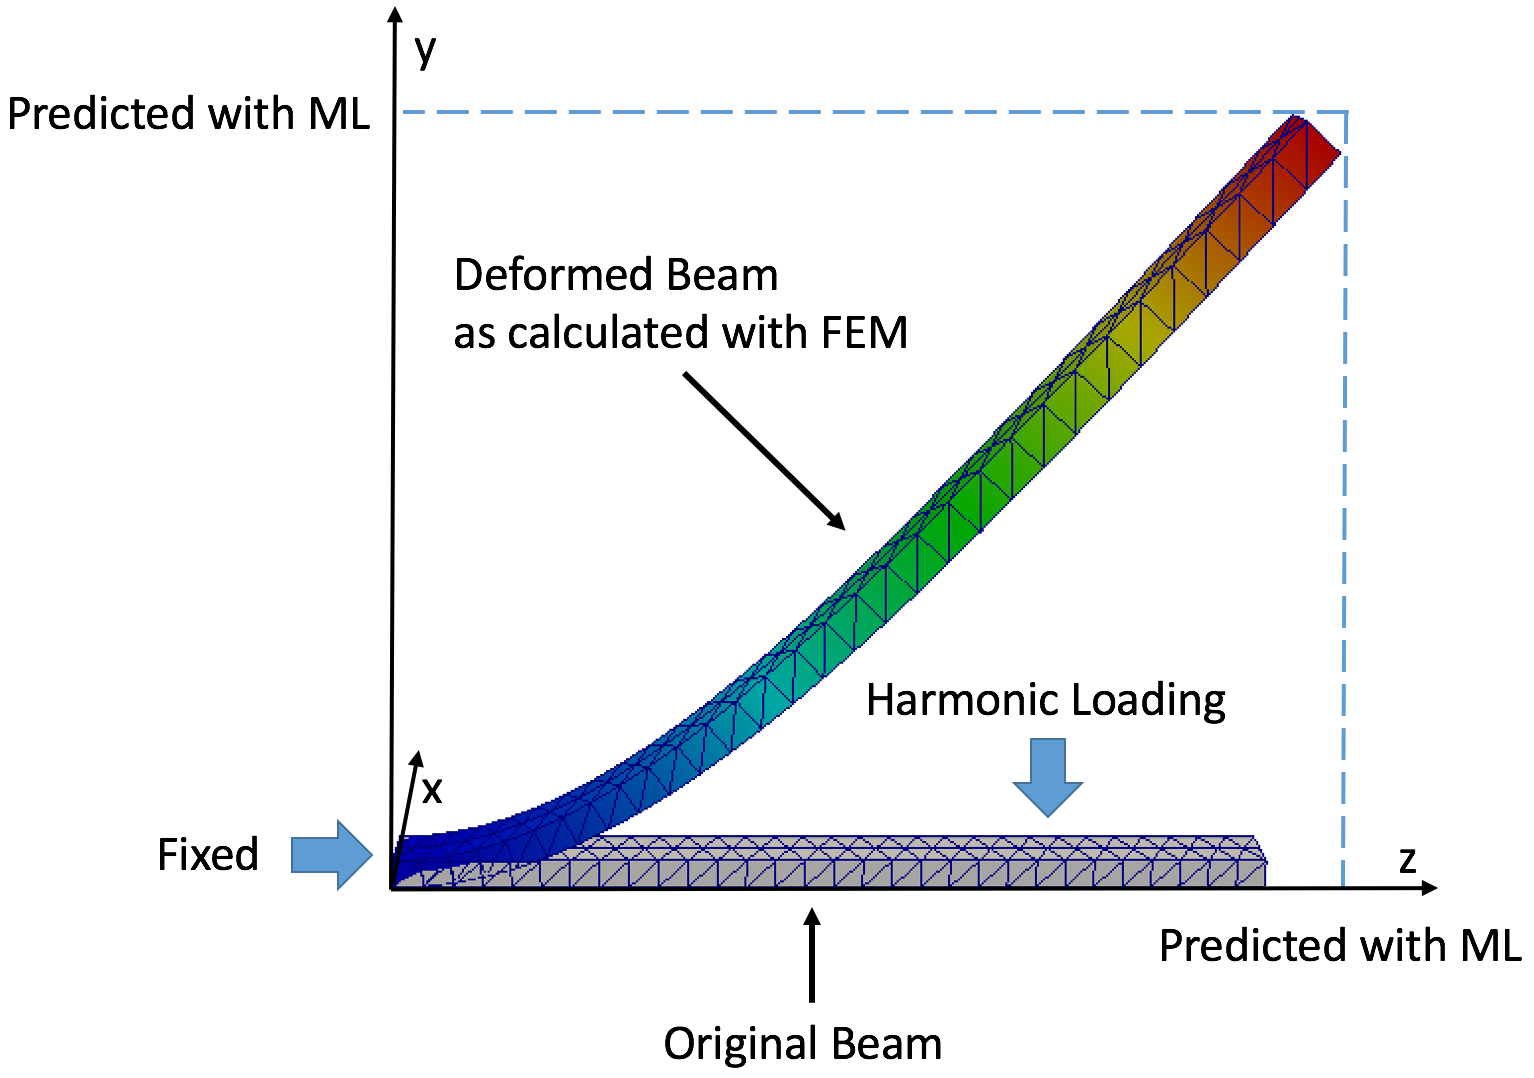 y
Predicted with ML
Deformed Beam
as calculated with FEM
Harmonic Loading
x
Fixed
z
Predicted with ML
Original Beam